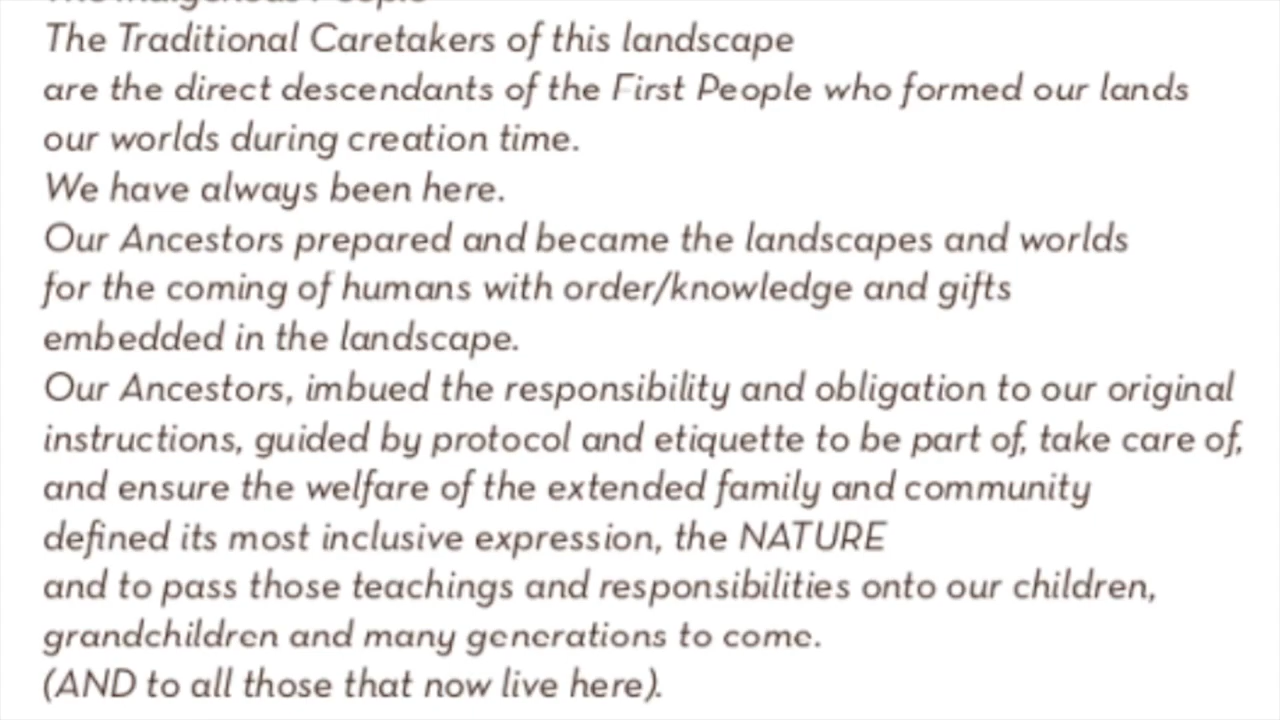 The Indigenous People
The Traditional Caretakers of this landscape
are the direct descendants of the First People who formed our lands
our worlds during creation time.
We have always been here.
Our Ancestors prepared and became the landscapes and worlds
for the coming of humans with order/knowledge and gifts
embedded in the landscape.
Our Ancestors, imbued the responsibility and obligation to our original
instructions, guided by protocol and etiquette to be part of, take care of,
and ensure the welfare of the extended family and community
defined its most inclusive expression, the NATURE
and to pass those teachings and responsibilities onto our children,
grandchildren and many generations to come.
(AND to all those that now live here).